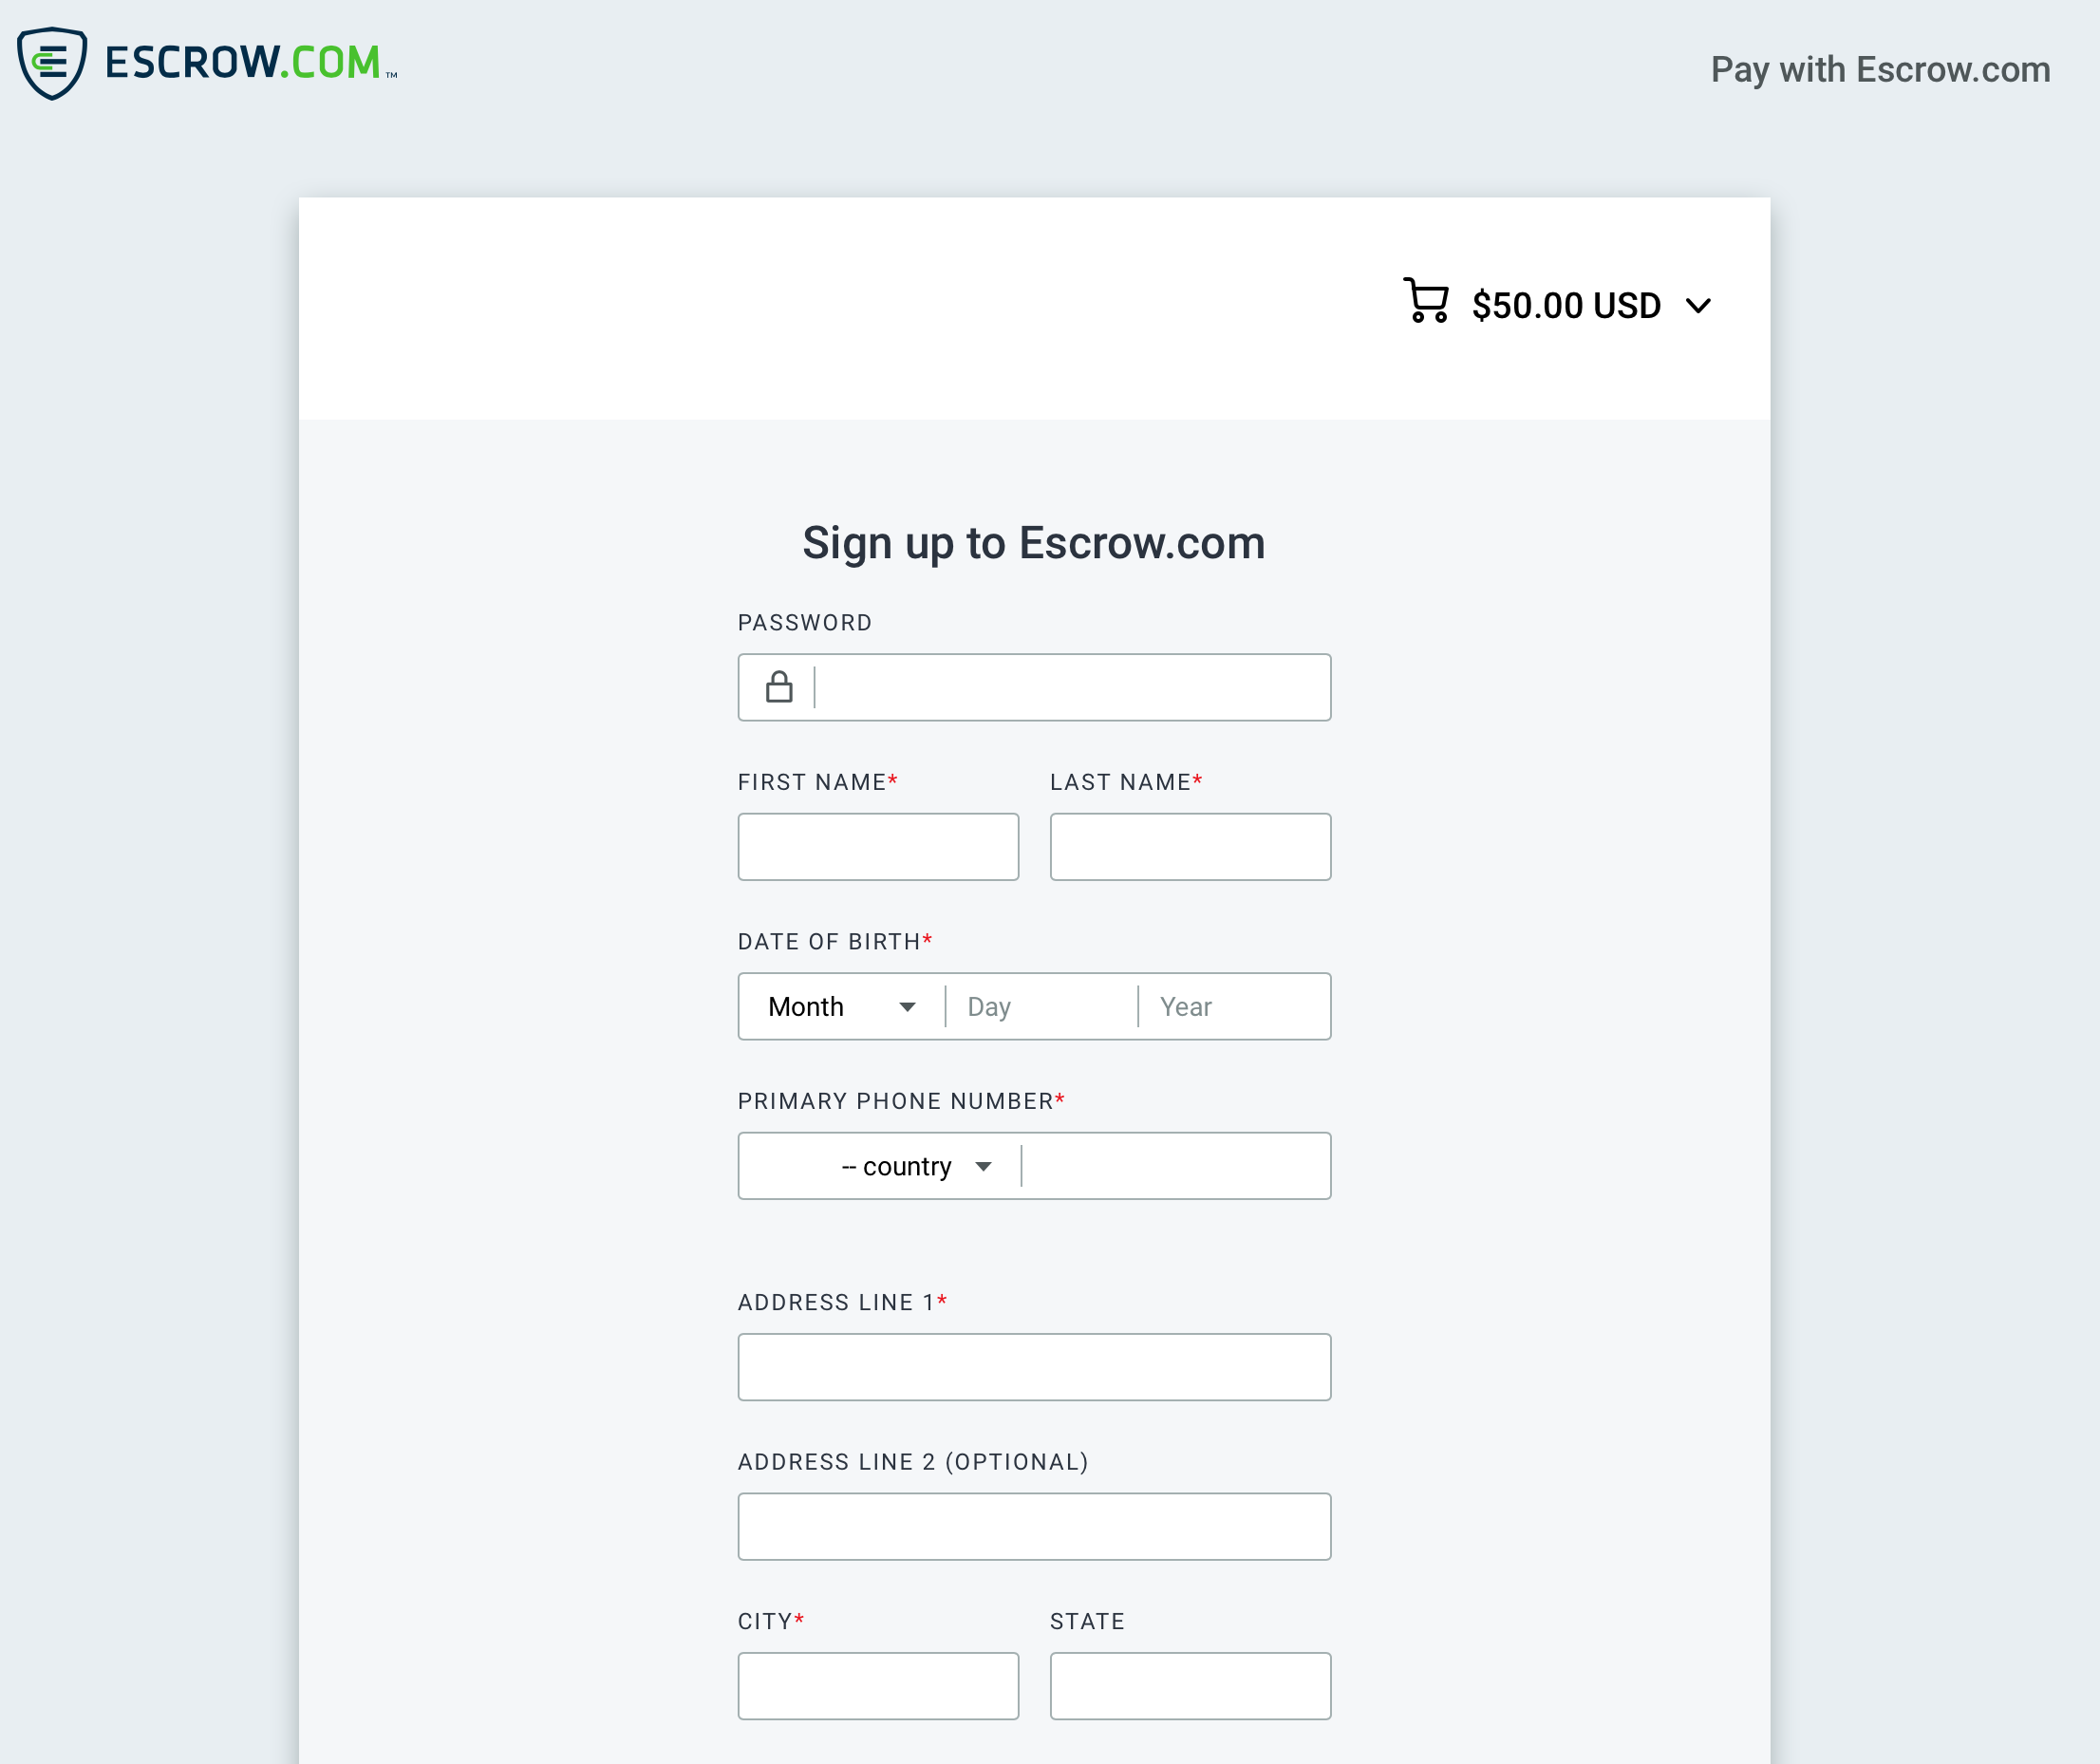 ESCROW.COM™
Pay with Escrow.com
$50.00 USD
Sign up to Escrow.com
PASSWORD
FIRST NAME* LAST NAME*
DATE OF BIRTH*
Month Day Year
PRIMARY PHONE NUMBER*
-- country
ADDRESS LINE 1*
ADDRESS LINE 2 (OPTIONAL)
CITY* STATE